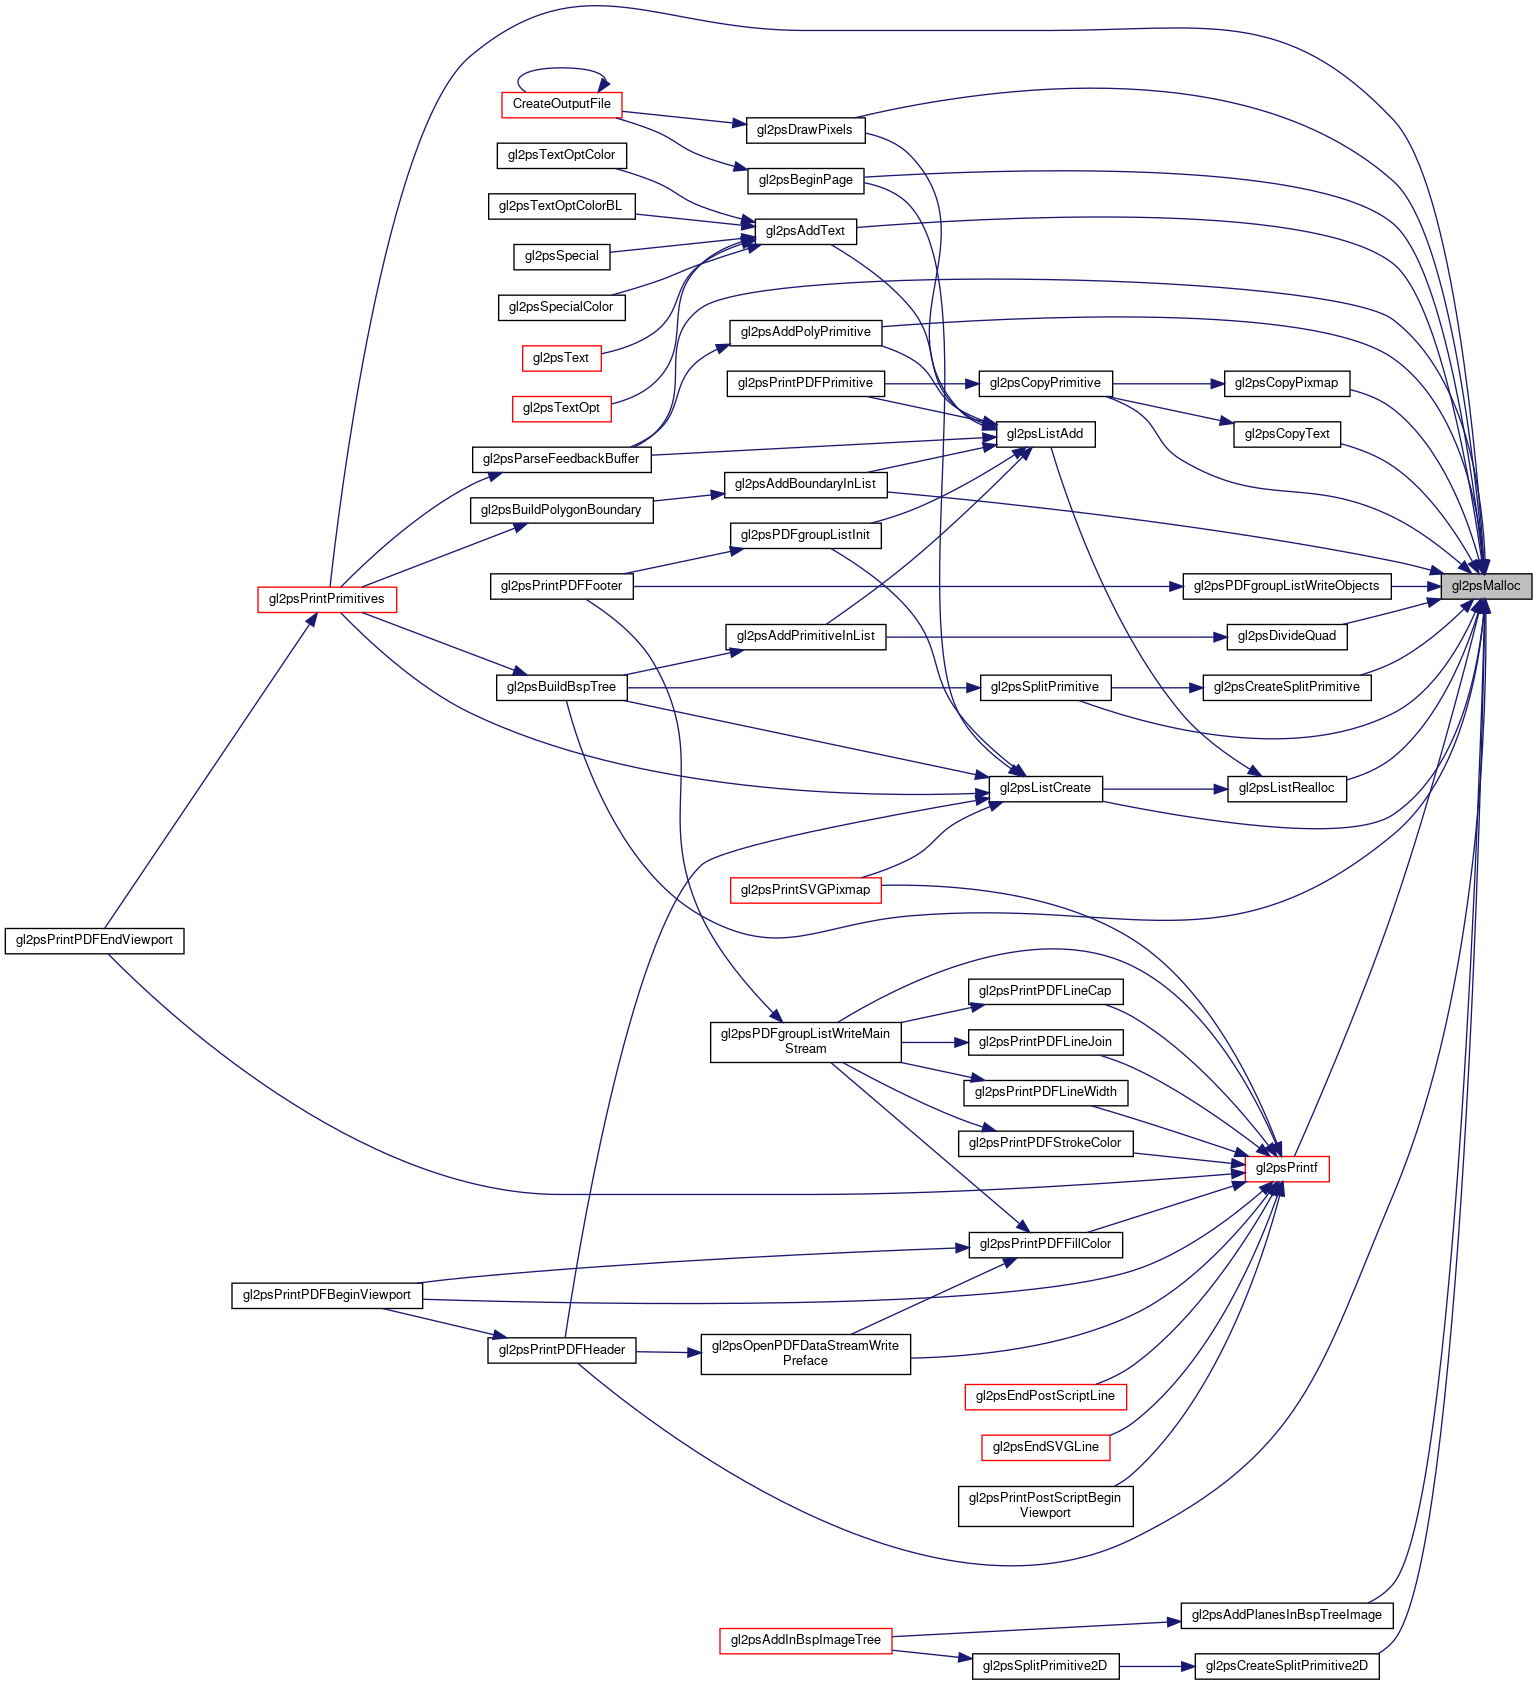 CreateOutputFile
gl2psDrawPixels
gl2psTextOptColor
gl2psBeginPage
gl2psTextOptColorBL
gl2psAddText
gl2psSpecial
gl2psSpecialColor
gl2psAddPolyPrimitive
gl2psText
gl2psPrintPDFPrimitive
gl2psCopyPrimitive
gl2psCopyPixmap
gl2psTextOpt
gl2psListAdd
gl2psCopyText
gl2psParseFeedbackBuffer
gl2psAddBoundaryInList
gl2psBuildPolygonBoundary
gl2psPDFgroupListInit
gl2psPrintPDFFooter
gl2psPDFgroupListWriteObjects
gl2psMalloc
gl2psPrintPrimitives
gl2psAddPrimitiveInList
gl2psDivideQuad
gl2psBuildBspTree
gl2psSplitPrimitive
gl2psCreateSplitPrimitive
gl2psListCreate
gl2psListRealloc
gl2psPrintSVGPixmap
gl2psPrintPDFEndViewport
gl2psPrintPDFLineCap
gl2psPDFgroupListWriteMain
Stream
gl2psPrintPDFLineJoin
gl2psPrintPDFLineWidth
gl2psPrintPDFStrokeColor
gl2psPrintf
gl2psPrintPDFFillColor
gl2psPrintPDFBeginViewport
gl2psPrintPDFHeader
gl2psOpenPDFDataStreamWrite
Preface
gl2psEndPostScriptLine
gl2psEndSVGLine
gl2psPrintPostScriptBegin
Viewport
gl2psAddPlanesInBspTreeImage
gl2psAddInBspImageTree
gl2psSplitPrimitive2D
gl2psCreateSplitPrimitive2D